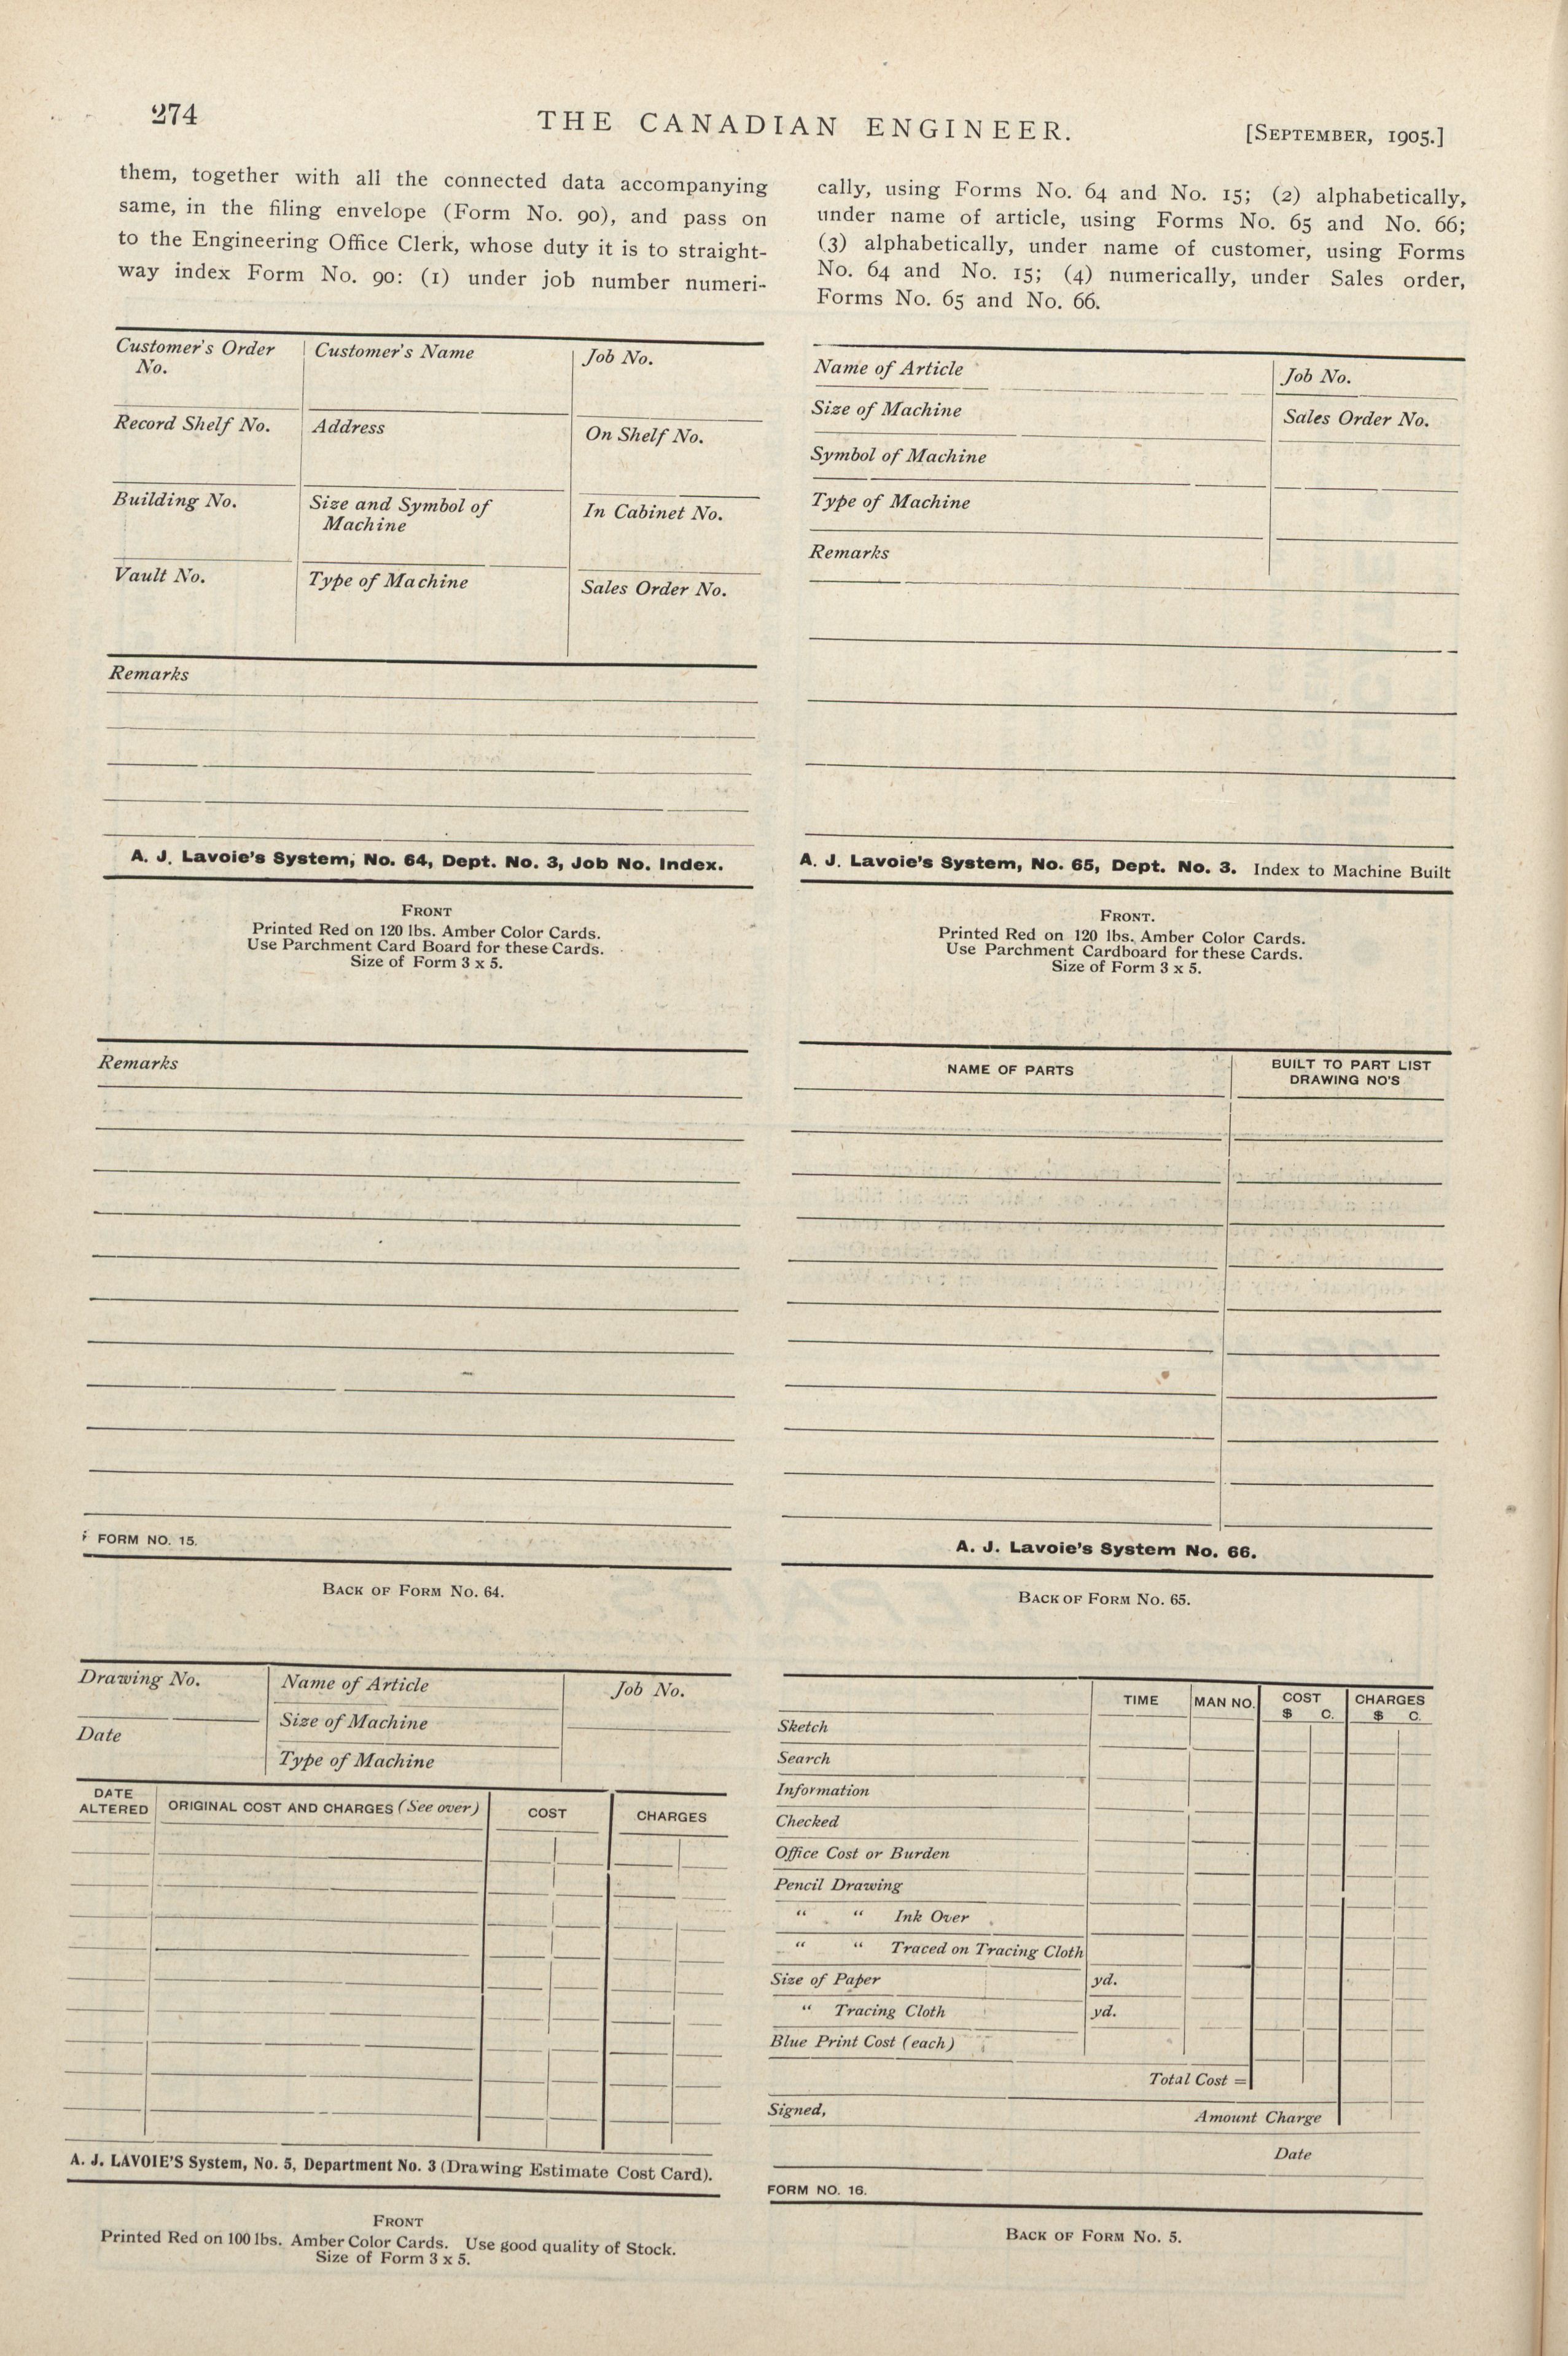 274
THE CANADIAN ENGINEER.
[SEPTEMBER, 1905.]
them, together with all the connected data accompanying
same, in the filing envelope (Form No. 90), and pass on
to the Engineering Office Clerk, whose duty it is to straight-
way index Form No. 90: (1) under job number numeri-
cally, using Forms No. 64 and No. 15; (2) alphabetically,
under name of article, using Forms No. 65 and No. 66;
(3) alphabetically, under name of customer, using Forms
No. 64 and No. 15; (4) numerically, under Sales order,
Forms No. 65 and No. 66.
Customer's Order
No.
Customer's Name
Job No.
Record Shelf No.
Address
On Shelf No.
Building No.
Size and Symbol of
Machine
In Cabinet No.
Vault No.
Type of Machine
Sales Order No.
Remarks
A. J. Lavoie's System, No. 64, Dept. No. 3, Job No. Index.
FRONT
Printed Red on 120 lbs. Amber Color Cards.
Use Parchment Card Board for these Cards.
Size of Form 3 x 5.
Name of Article
Job No.
Size of Machine
Sales Order No.
Symbol of Machine
Type of Machine
Remarks
A. J. Lavoie's System, No. 65, Dept. No. 3. Index to Machine Built
FRONT.
Printed Red on 120 lbs. Amber Color Cards.
Use Parchment Cardboard for these Cards.
Size of Form 3 x 5.
Remarks
FORM NO. 15.
BACK OF FORM NO. 64.
NAME OF PARTS
BUILT TO PART LIST
DRAWING NO'S
A. J. Lavoie's System No. 66.
BACK OF FORM NO. 65.
Drawing No.
Name of Article
Job No.
Size of Machine
Date
Type of Machine
DATE
ALTERED
ORIGINAL COST AND CHARGES (See over)
COST
CHARGES
A. J. LAVOIE'S System, No. 5, Department No. 3 (Drawing Estimate Cost Card).
FRONT
Printed Red on 100 lbs. Amber Color Cards. Use good quality of Stock.
Size of Form 3 x 5.
TIME
MAN NO.
COST
$ C.
CHARGES
$ C.
Sketch
Search
Information
Checked
Office Cost or Burden
Pencil Drawing
“ “ Ink Over
“ “ Traced on Tracing Cloth
Size of Paper yd.
“ Tracing Cloth yd.
Blue Print Cost (each)
Total Cost =
Signed,
Amount Charge
Date
FORM NO. 16.
BACK OF FORM NO. 5.